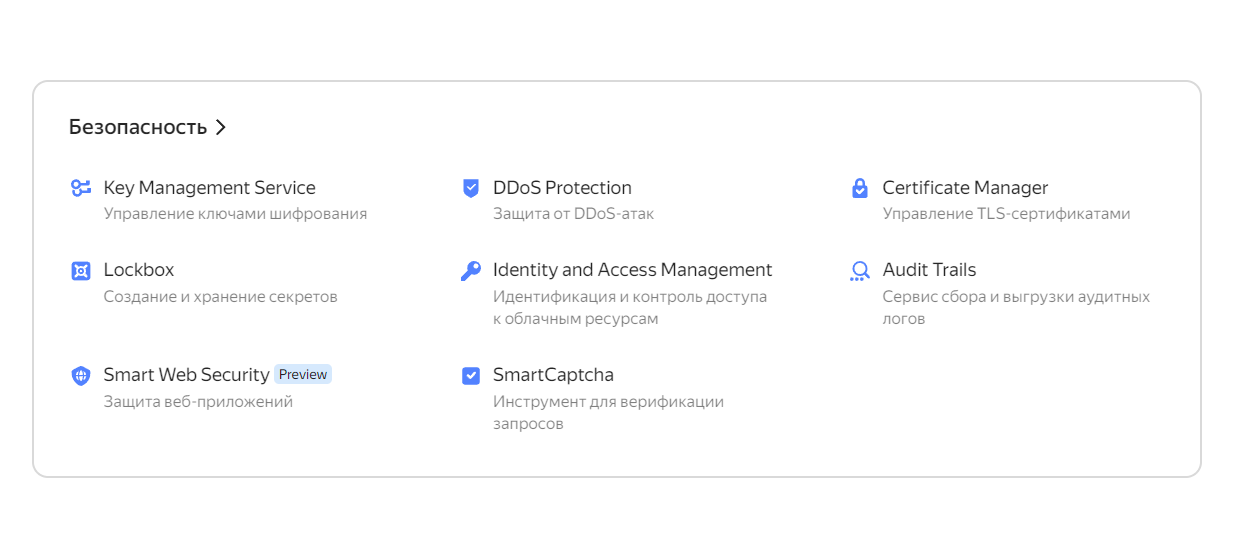 Безопасность
Key Management Service
Управление ключами шифрования
DDoS Protection
Защита от DDoS-атак
Certificate Manager
Управление TLS-сертификатами
Lockbox
Создание и хранение секретов
Identity and Access Management
Идентификация и контроль доступа
к облачным ресурсам
Audit Trails
Сервис сбора и выгрузки аудитных
логов
Smart Web Security Preview
Защита веб-приложений
SmartCaptcha
Инструмент для верификации
запросов